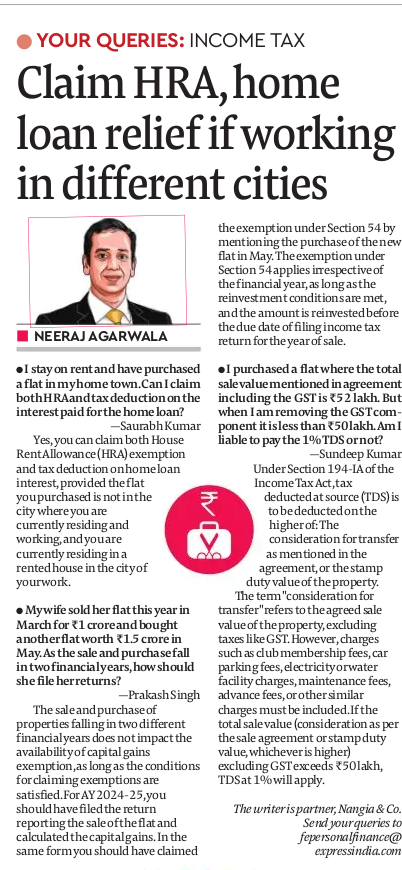 YOUR QUERIES: INCOME TAX
Claim HRA, home
loan relief if working
in different cities
NEERAJ AGARWALA
● I stay on rent and have purchased
a flat in my home town. Can I claim
both HRA and tax deduction on the
interest paid for the home loan?
—Saurabh Kumar
Yes, you can claim both House
Rent Allowance (HRA) exemption
and tax deduction on home loan
interest, provided the flat
you purchased is not in the
city where you are
currently residing and
working, and you are
currently residing in a
rented house in the city of
your work.
● My wife sold her flat this year in
March for ₹1 crore and bought
another flat worth ₹1.5 crore in
May. As the sale and purchase fall
in two financial years, how should
she file her returns?
—Prakash Singh
The sale and purchase of
properties falling in two different
financial years does not impact the
availability of capital gains
exemption, as long as the conditions
for claiming exemptions are
satisfied. For AY 2024-25, you
should have filed the return
reporting the sale of the flat and
calculated the capital gains. In the
same form you should have claimed
the exemption under Section 54 by
mentioning the purchase of the new
flat in May. The exemption under
Section 54 applies irrespective of
the financial year, as long as the
reinvestment conditions are met,
and the amount is reinvested before
the due date of filing income tax
return for the year of sale.
● I purchased a flat where the total
sale value mentioned in agreement
including the GST is ₹52 lakh. But
when I am removing the GST com-
ponent it is less than ₹50 lakh. Am I
liable to pay the 1% TDS or not?
—Sundeep Kumar
Under Section 194-IA of the
Income Tax Act, tax
deducted at source (TDS) is
to be deducted on the
higher of: The
consideration for transfer
as mentioned in the
agreement, or the stamp
duty value of the property.
The term "consideration for
transfer" refers to the agreed sale
value of the property, excluding
taxes like GST. However, charges
such as club membership fees, car
parking fees, electricity or water
facility charges, maintenance fees,
advance fees, or other similar
charges must be included. If the
total sale value (consideration as per
the sale agreement or stamp duty
value, whichever is higher)
excluding GST exceeds ₹50 lakh,
TDS at 1% will apply.
The writer is partner, Nangia & Co.
Send your queries to
fepersonalfinance@
expressindia.com
₹